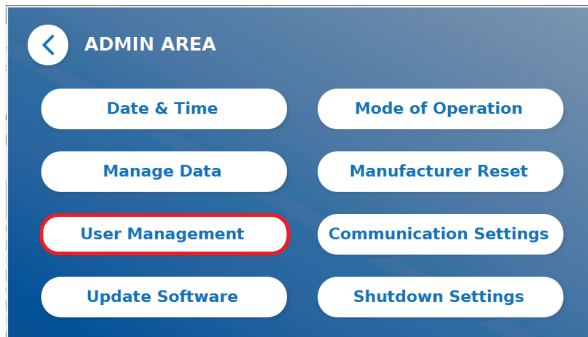 ADMIN AREA
Date & Time
Mode of Operation
Manage Data
Manufacturer Reset
User Management
Communication Settings
Update Software
Shutdown Settings